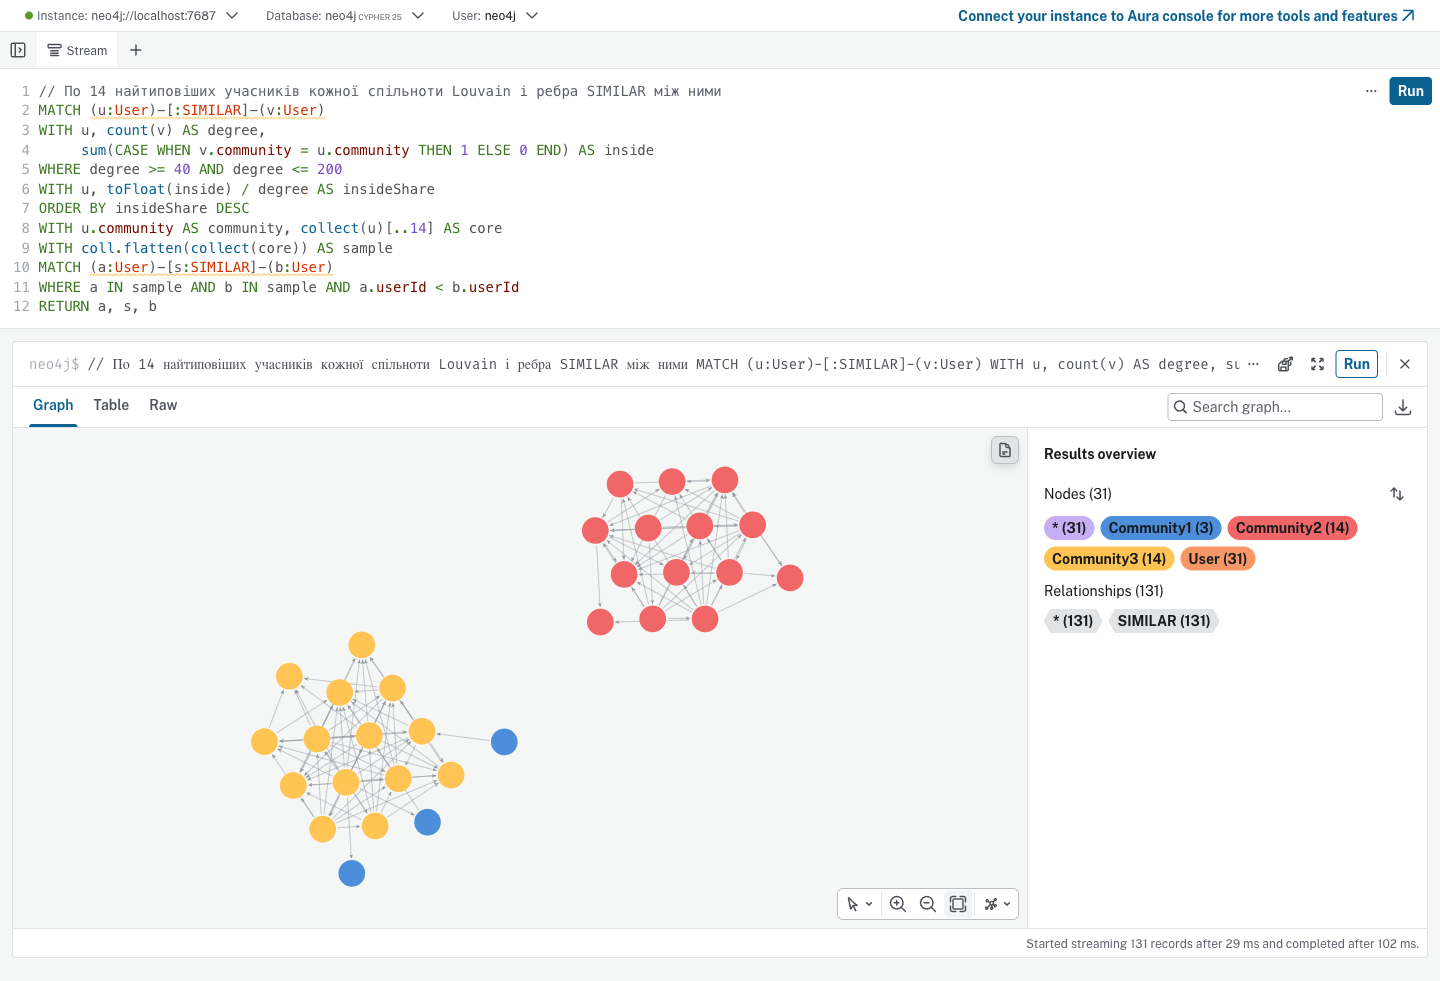 Instance: neo4j://localhost:7687 Database: neo4j CYPHER 25 User: neo4j Connect your instance to Aura console for more tools and features
Stream
1 // По 14 найтиповіших учасників кожної спільноти Louvain і ребра SIMILAR між ними
2 MATCH (u:User)-[:SIMILAR]-(v:User)
3 WITH u, count(v) AS degree,
4 sum(CASE WHEN v.community = u.community THEN 1 ELSE 0 END) AS inside
5 WHERE degree >= 40 AND degree <= 200
6 WITH u, toFloat(inside) / degree AS insideShare
7 ORDER BY insideShare DESC
8 WITH u.community AS community, collect(u)[..14] AS core
9 WITH coll.flatten(collect(core)) AS sample
10 MATCH (a:User)-[s:SIMILAR]-(b:User)
11 WHERE a IN sample AND b IN sample AND a.userId < b.userId
12 RETURN a, s, b
Run
neo4j$ // По 14 найтиповіших учасників кожної спільноти Louvain і ребра SIMILAR між ними MATCH (u:User)-[:SIMILAR]-(v:User) WITH u, count(v) AS degree, su ... Run
Graph Table Raw
Search graph...
Results overview
Nodes (31)
* (31) Community1 (3) Community2 (14)
Community3 (14) User (31)
Relationships (131)
* (131) SIMILAR (131)
Started streaming 131 records after 29 ms and completed after 102 ms.